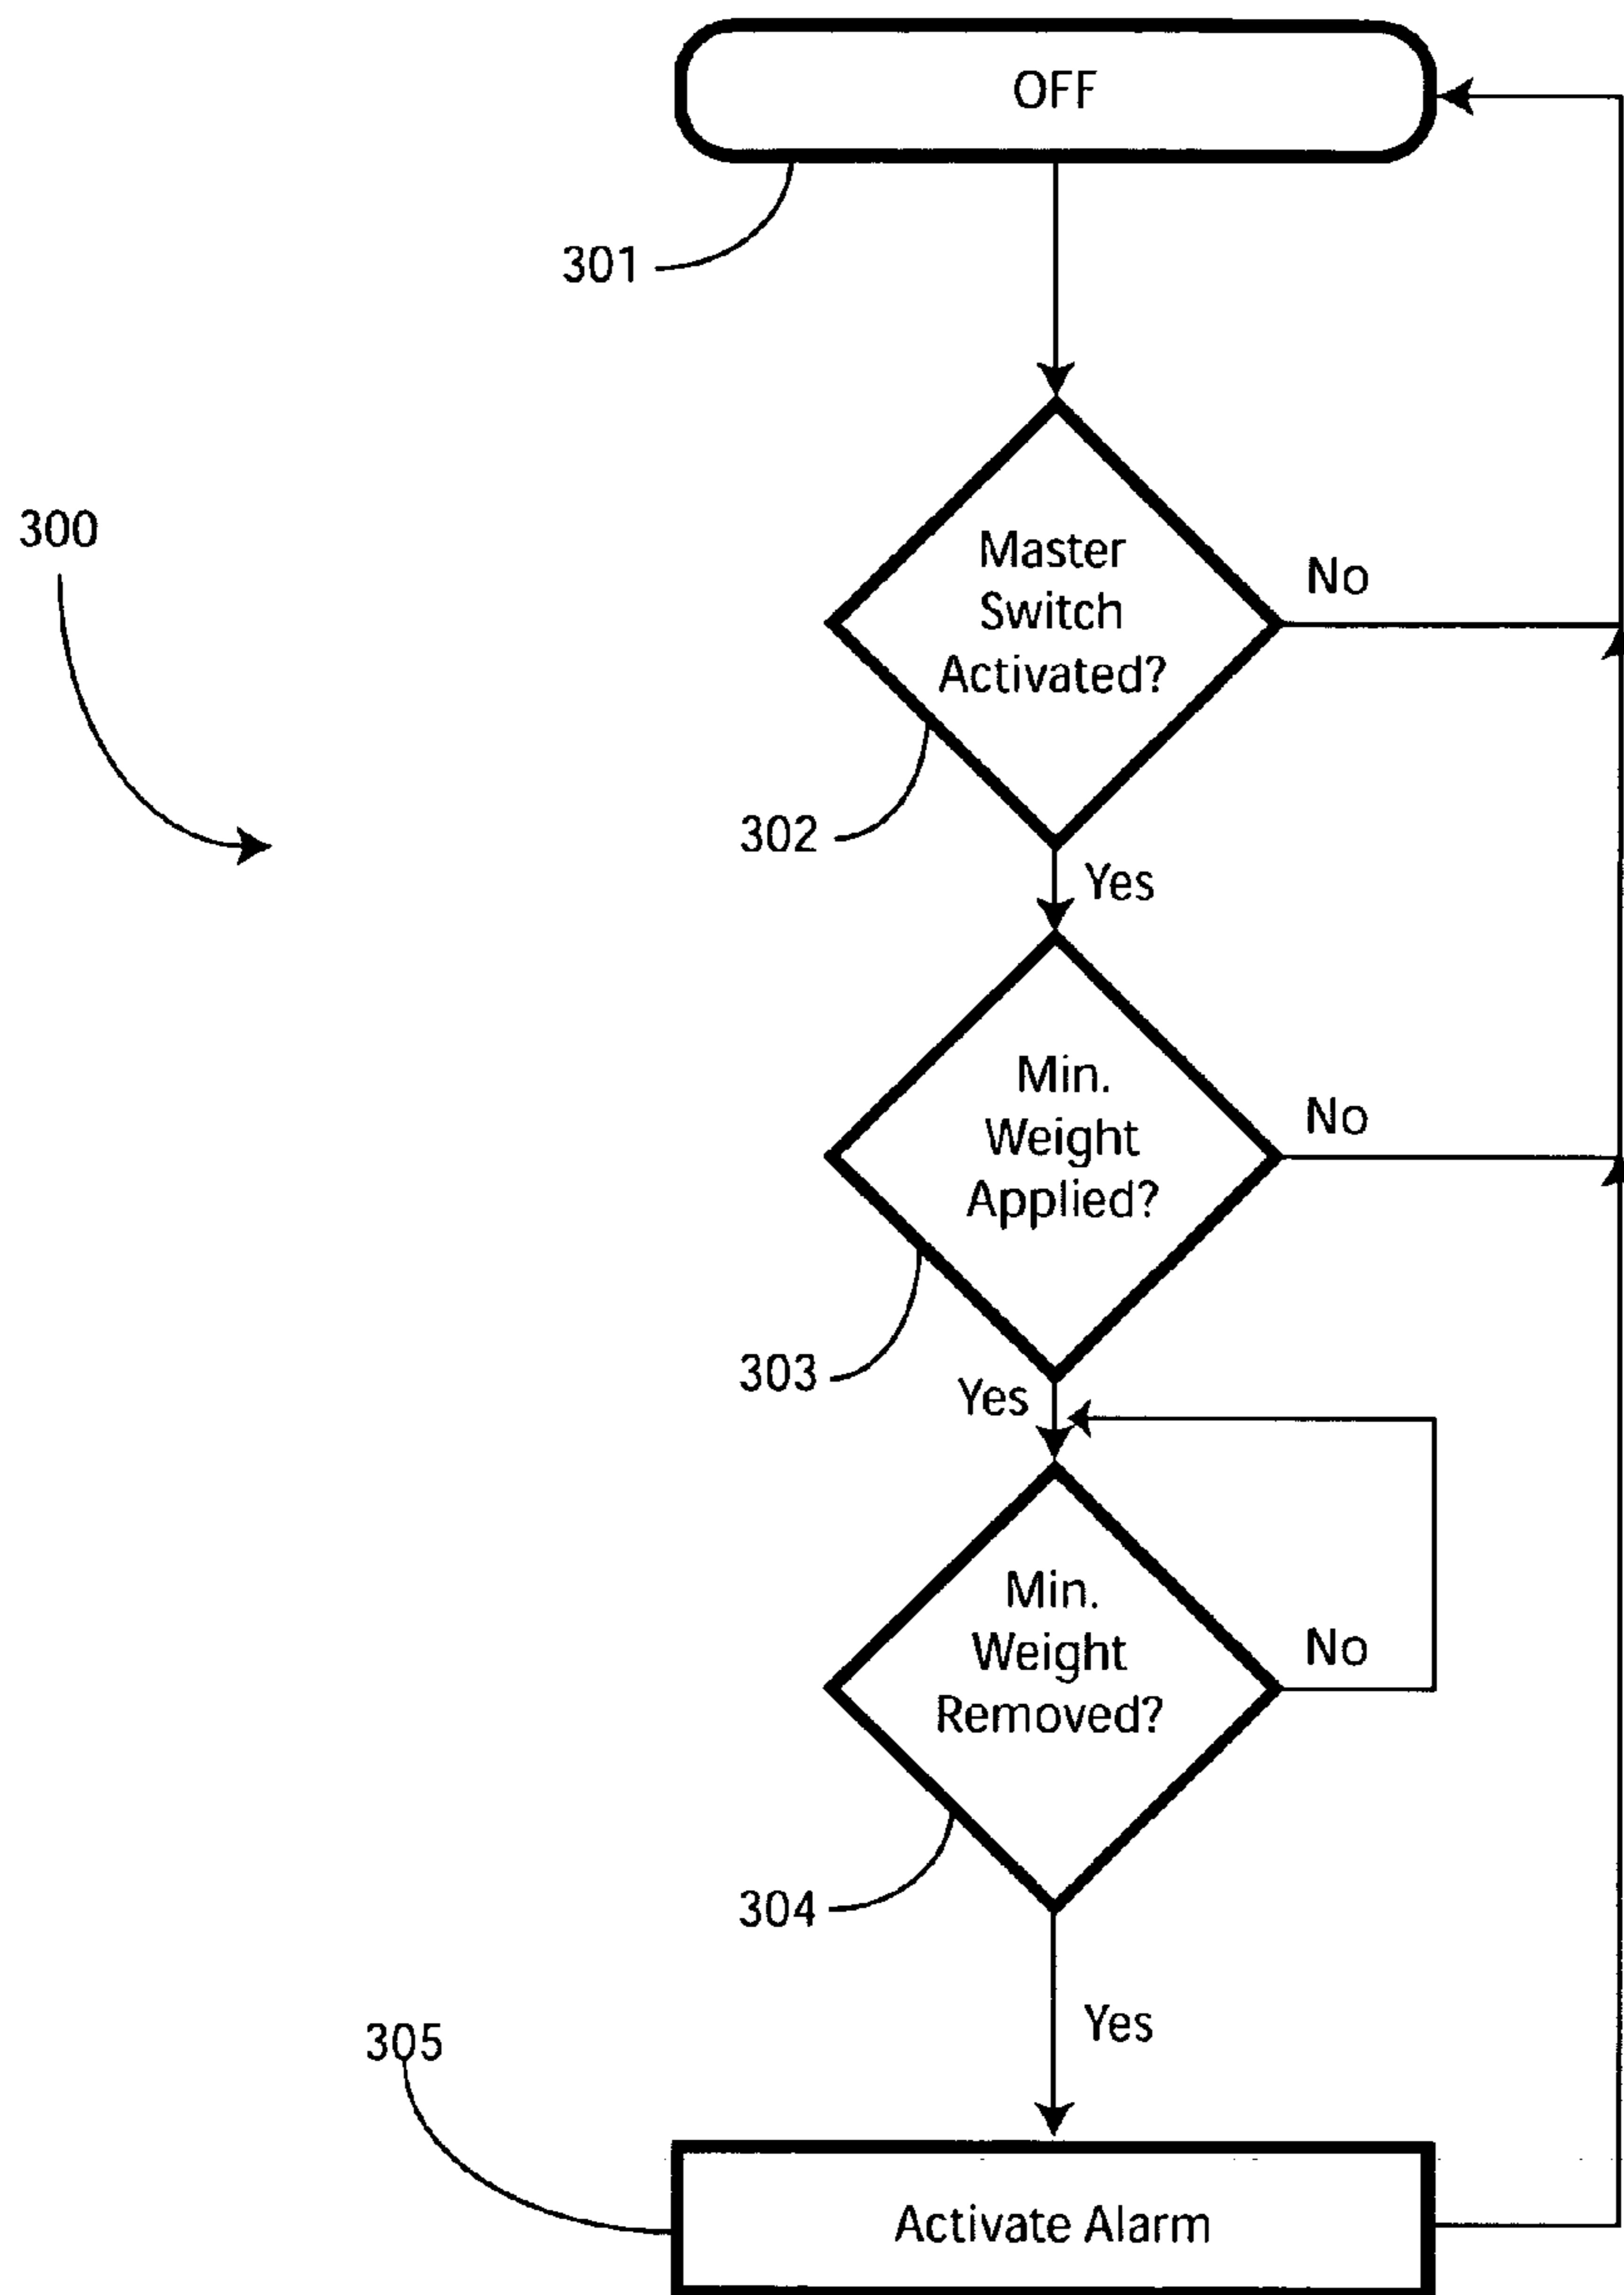 OFF
301
300
Master
Switch
Activated?
No
302
Yes
Min.
Weight
Applied?
No
303
Yes
Min.
Weight
Removed?
No
304
Yes
305
Activate Alarm